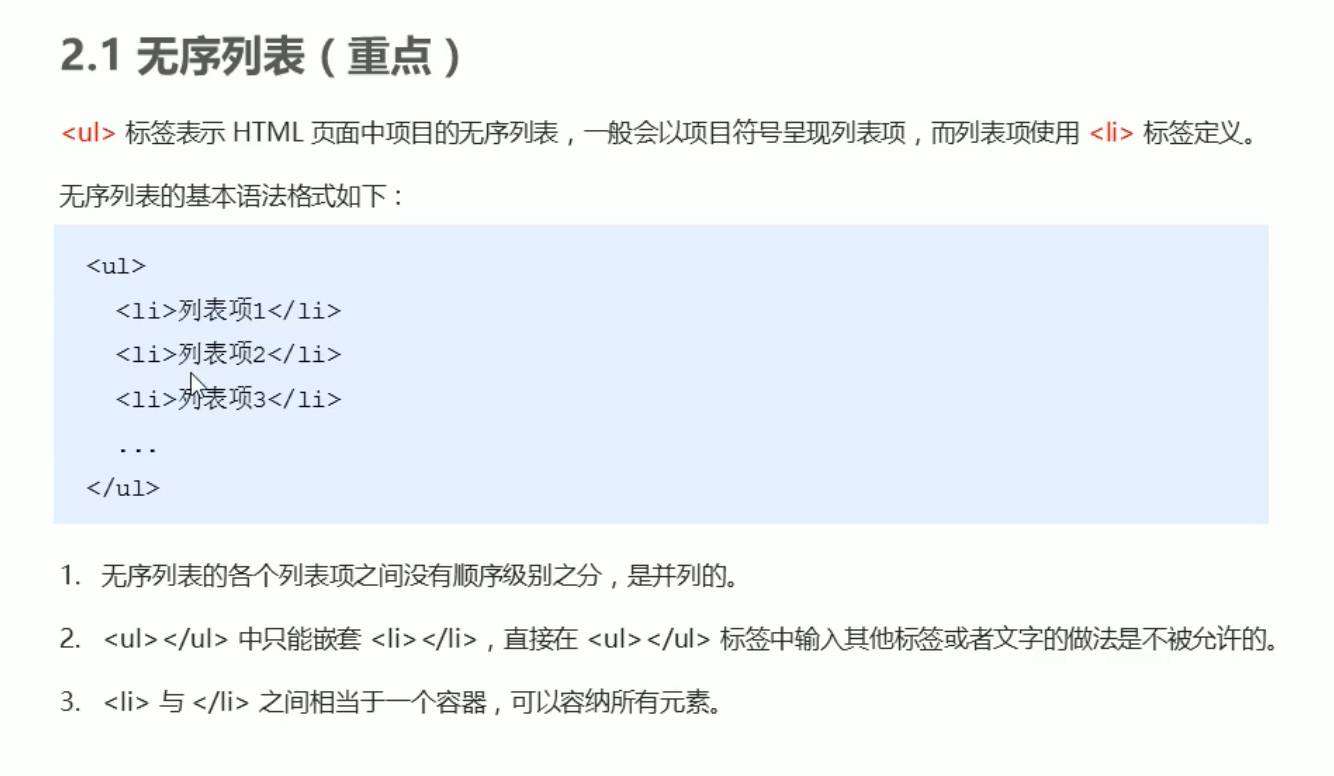 2.1 无序列表（重点）
<ul> 标签表示 HTML 页面中项目的无序列表，一般会以项目符号呈现列表项，而列表项使用 <li> 标签定义。
无序列表的基本语法格式如下：
<ul>
<li>列表项1</li>
<li>列表项2</li>
<li>列表项3</li>
...
</ul>
1. 无序列表的各个列表项之间没有顺序级别之分，是并列的。
2. <ul></ul> 中只能嵌套 <li></li>，直接在 <ul></ul> 标签中输入其他标签或者文字的做法是不被允许的。
3. <li> 与 </li> 之间相当于一个容器，可以容纳所有元素。